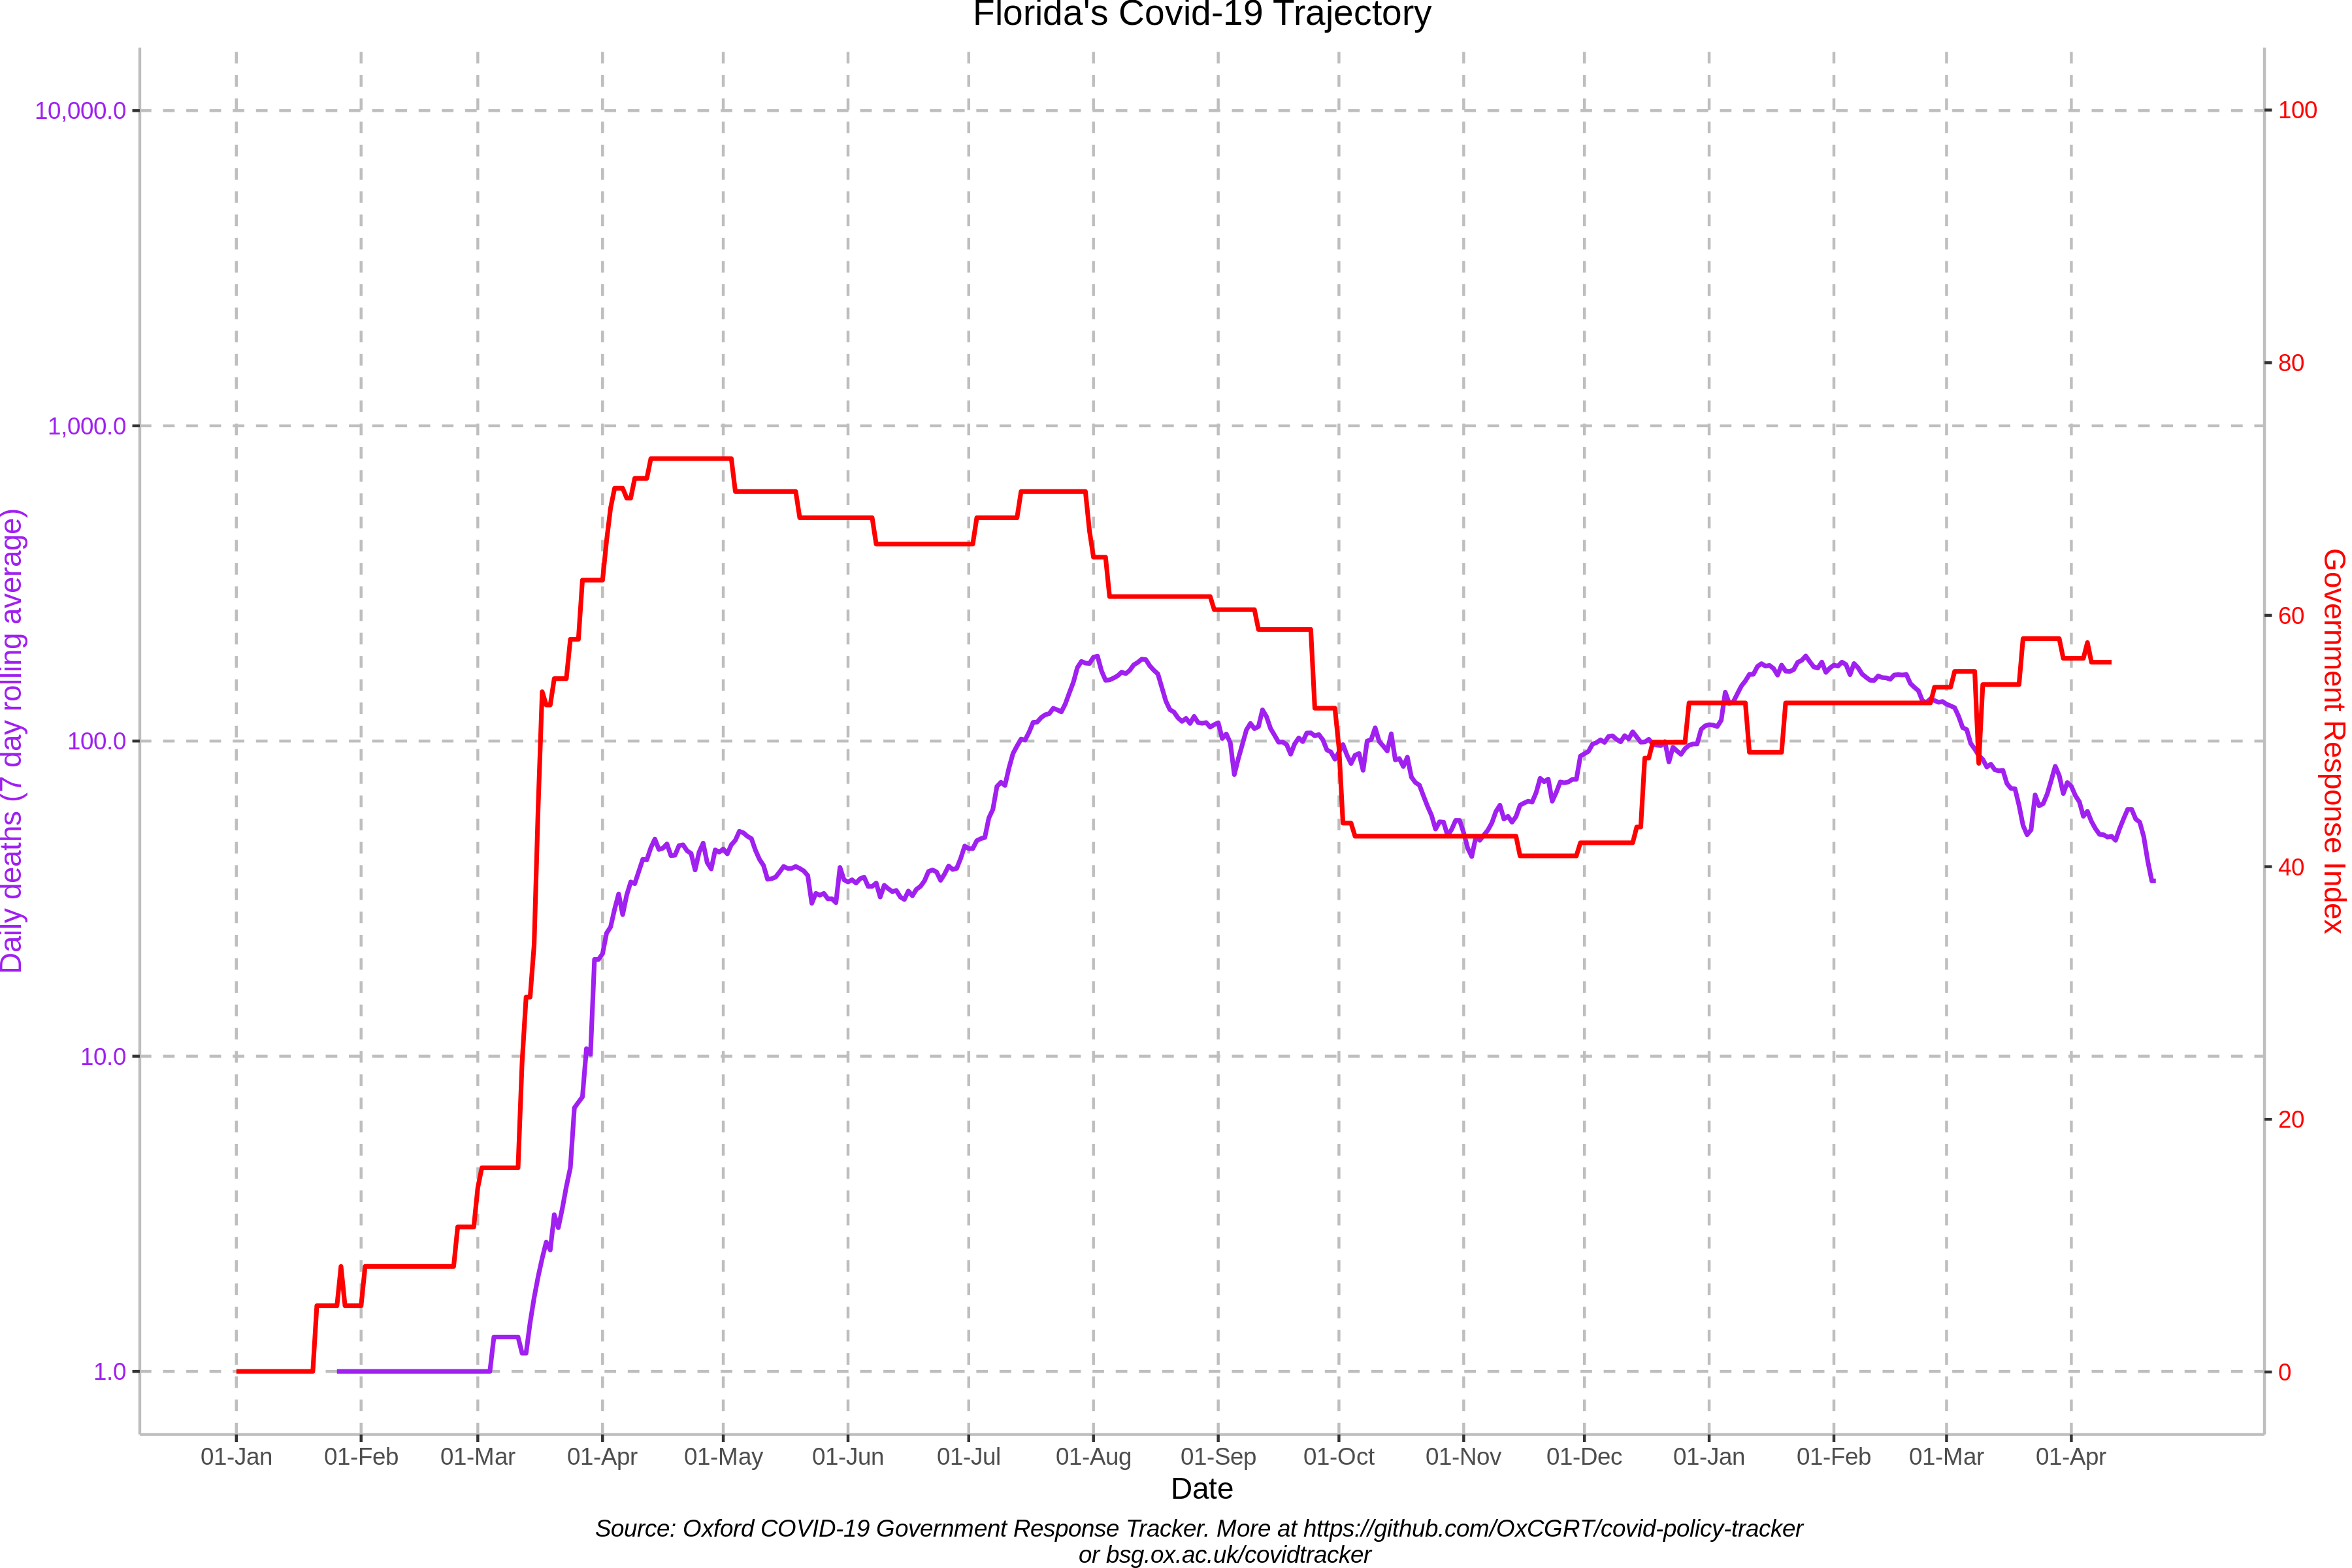 Florida's Covid-19 Trajectory
10,000.0
1,000.0
100.0
10.0
1.0
Daily deaths (7 day rolling average)
100
80
60
40
20
0
Government Response Index
01-Jan 01-Feb 01-Mar 01-Apr 01-May 01-Jun 01-Jul 01-Aug 01-Sep 01-Oct 01-Nov 01-Dec 01-Jan 01-Feb 01-Mar 01-Apr
Date
Source: Oxford COVID-19 Government Response Tracker. More at https://github.com/OxCGRT/covid-policy-tracker
or bsg.ox.ac.uk/covidtracker